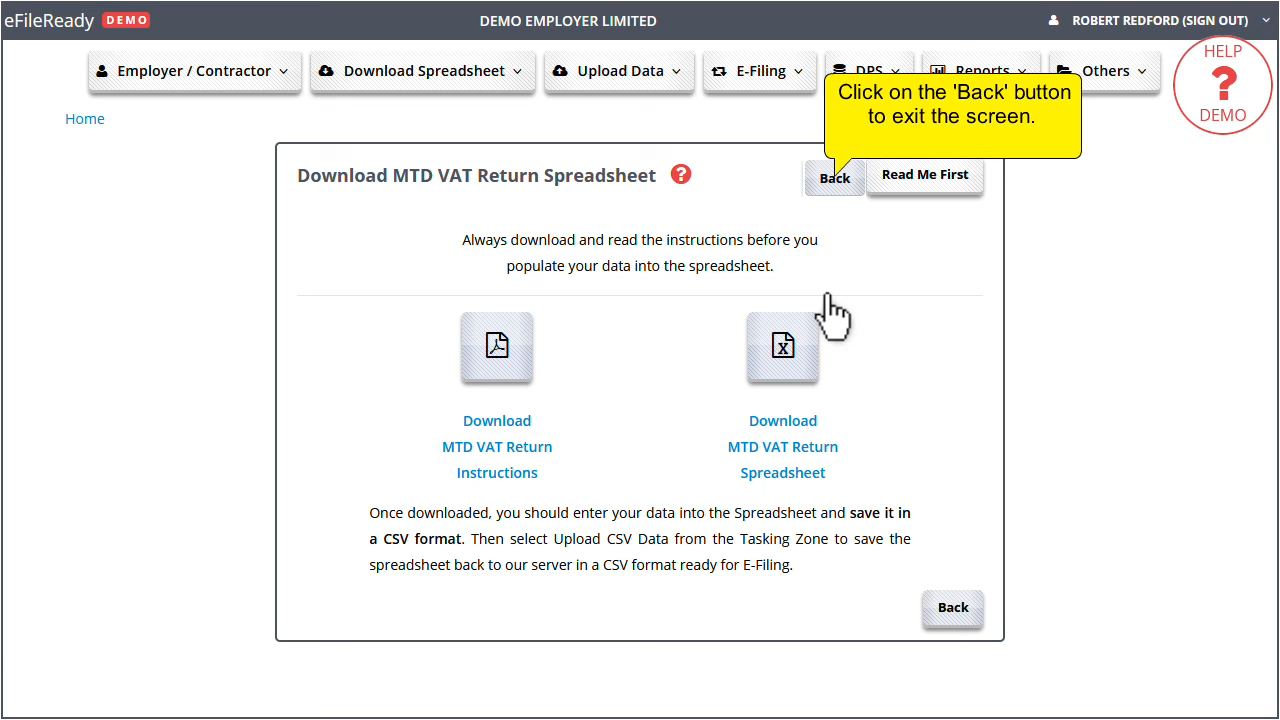 eFileReady DEMO
DEMO EMPLOYER LIMITED
ROBERT REDFORD (SIGN OUT)
Employer / Contractor
Download Spreadsheet
Upload Data
E-Filing
DPS
Reports
Others
HELP
?
DEMO
Click on the 'Back' button
to exit the screen.
Home
Download MTD VAT Return Spreadsheet ?
Back
Read Me First
Always download and read the instructions before you
populate your data into the spreadsheet.
Download
MTD VAT Return
Instructions
Download
MTD VAT Return
Spreadsheet
Once downloaded, you should enter your data into the Spreadsheet and save it in
a CSV format. Then select Upload CSV Data from the Tasking Zone to save the
spreadsheet back to our server in a CSV format ready for E-Filing.
Back